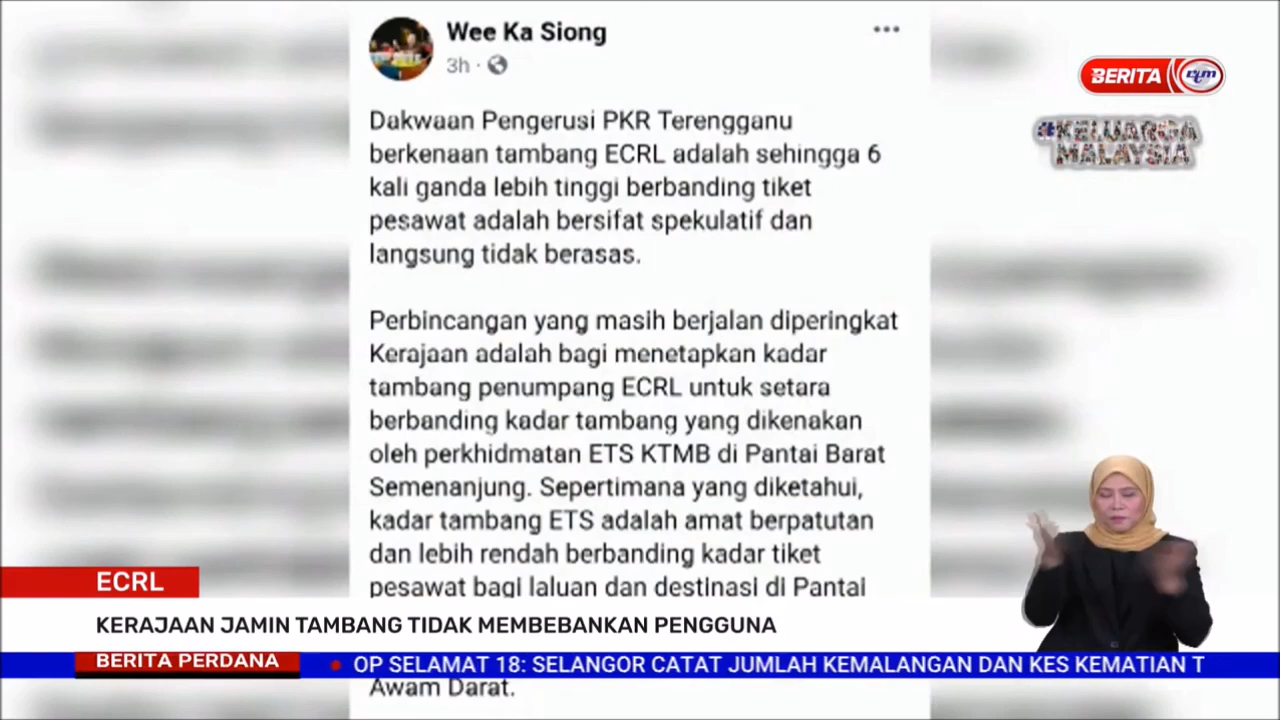 Wee Ka Siong
3h
Dakwaan Pengerusi PKR Terengganu
berkenaan tambang ECRL adalah sehingga 6
kali ganda lebih tinggi berbanding tiket
pesawat adalah bersifat spekulatif dan
langsung tidak berasas.
Perbincangan yang masih berjalan diperingkat
Kerajaan adalah bagi menetapkan kadar
tambang penumpang ECRL untuk setara
berbanding kadar tambang yang dikenakan
oleh perkhidmatan ETS KTMB di Pantai Barat
Semenanjung. Sepertimana yang diketahui,
kadar tambang ETS adalah amat berpatutan
dan lebih rendah berbanding kadar tiket
pesawat bagi laluan dan destinasi di Pantai
Awam Darat.
BERITA rtm
#KELUARGA
MALAYSIA
ECRL
KERAJAAN JAMIN TAMBANG TIDAK MEMBEBANKAN PENGGUNA
BERITA PERDANA
OP SELAMAT 18: SELANGOR CATAT JUMLAH KEMALANGAN DAN KES KEMATIAN T